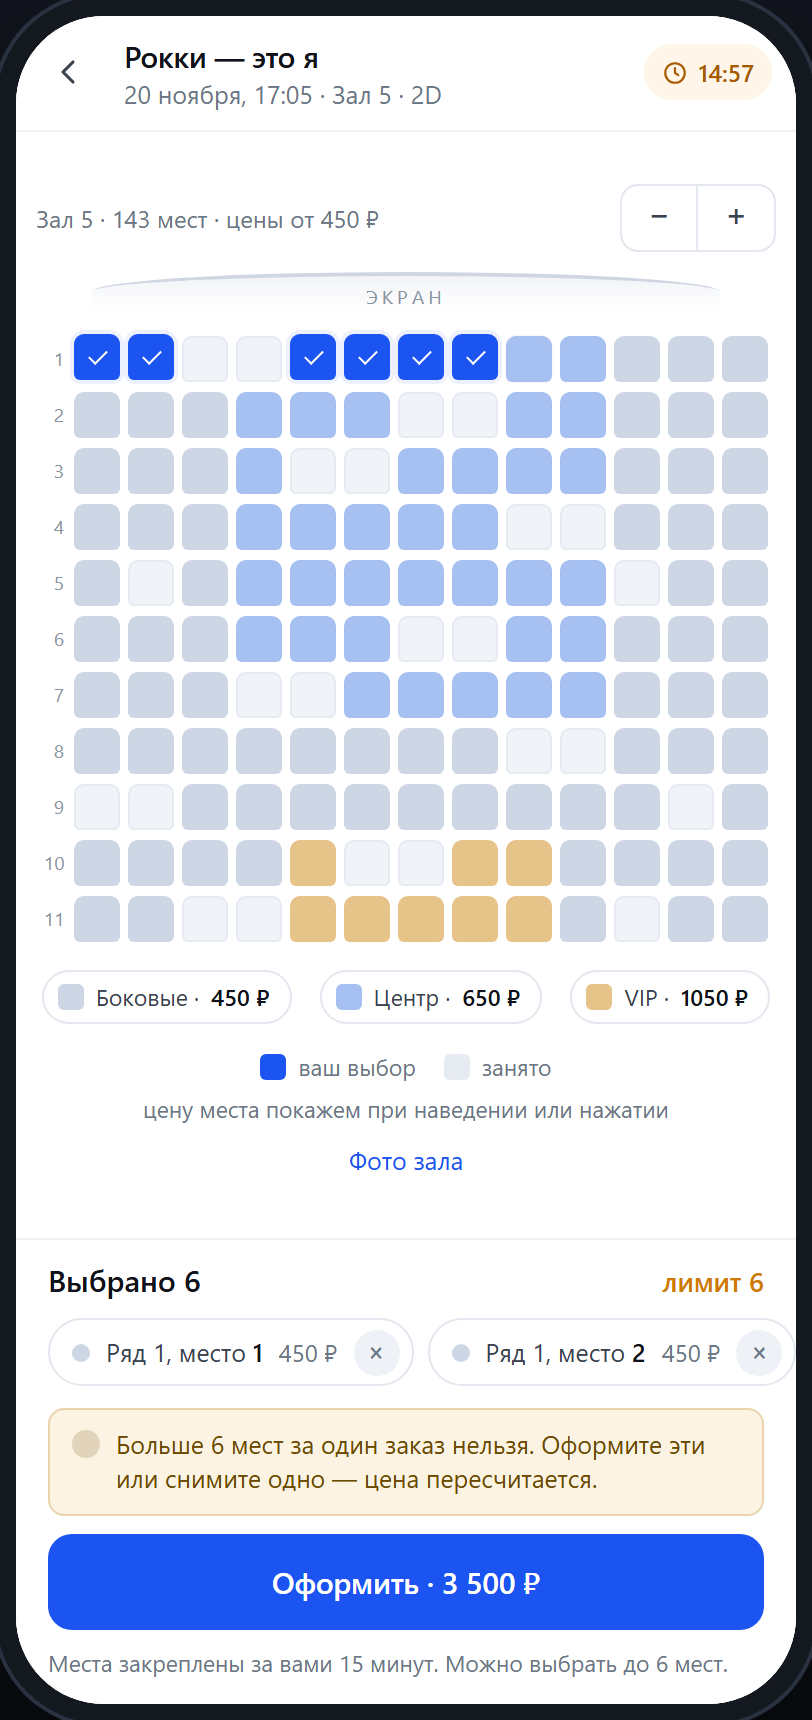 Рокки — это я
14:57
20 ноября, 17:05 · Зал 5 · 2D
Зал 5 · 143 мест · цены от 450 ₽
− +
ЭКРАН
1
2
3
4
5
6
7
8
9
10
11
Боковые · 450 ₽
Центр · 650 ₽
VIP · 1050 ₽
ваш выбор
занято
цену места покажем при наведении или нажатии
Фото зала
Выбрано 6
лимит 6
Ряд 1, место 1 450 ₽ ×
Ряд 1, место 2 450 ₽ ×
Больше 6 мест за один заказ нельзя. Оформите эти
или снимите одно — цена пересчитается.
Оформить · 3 500 ₽
Места закреплены за вами 15 минут. Можно выбрать до 6 мест.